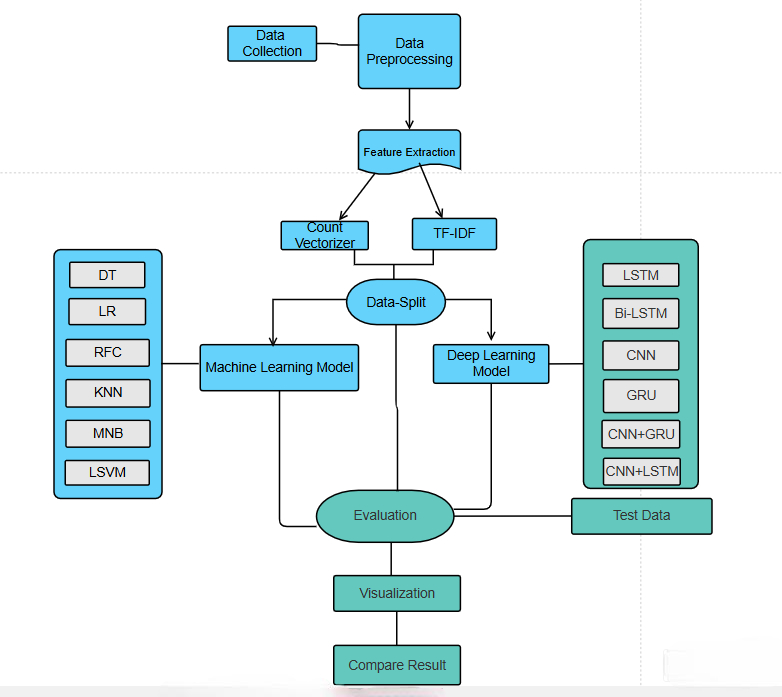 Data
Collection
Data
Preprocessing
Feature Extraction
Count
Vectorizer
TF-IDF
Data-Split
DT
LR
RFC
KNN
MNB
LSVM
Machine Learning Model
Deep Learning
Model
LSTM
Bi-LSTM
CNN
GRU
CNN+GRU
CNN+LSTM
Evaluation
Test Data
Visualization
Compare Result